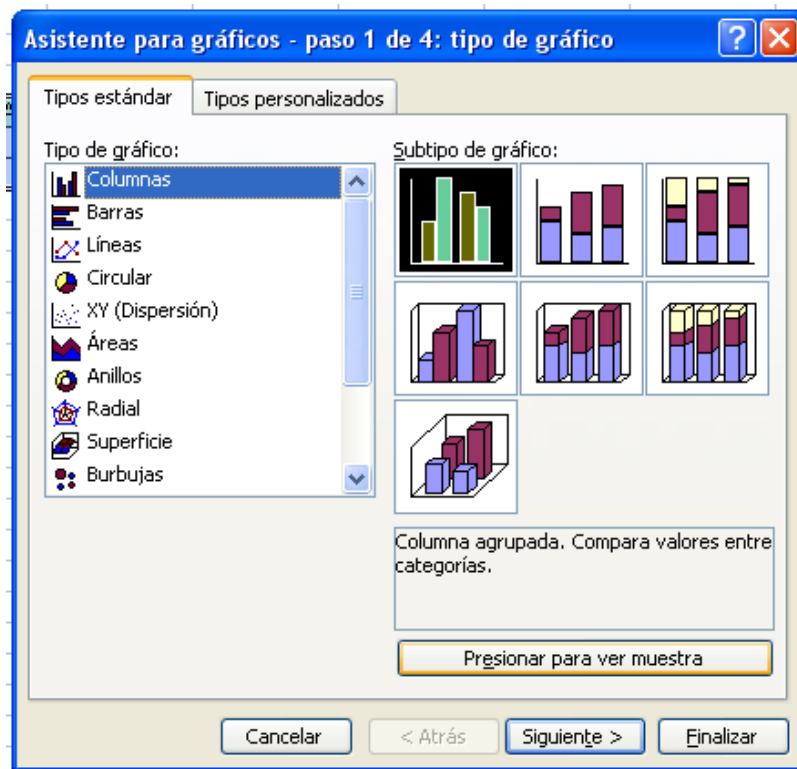 Asistente para gráficos - paso 1 de 4: tipo de gráfico
Tipos estándar
Tipos personalizados
Tipo de gráfico:
Columnas
Barras
Líneas
Circular
XY (Dispersión)
Áreas
Anillos
Radial
Superficie
Burbujas
Subtipo de gráfico:
Columna agrupada. Compara valores entre
categorías.
Presionar para ver muestra
Cancelar
< Atrás
Siguiente >
Finalizar